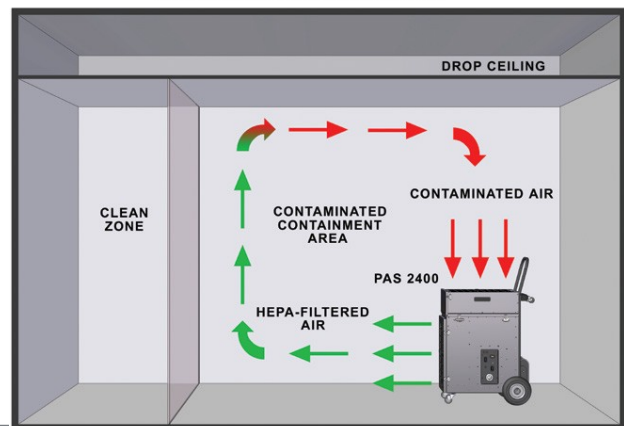 DROP CEILING
CLEAN
ZONE
CONTAMINATED
CONTAINMENT
AREA
CONTAMINATED AIR
PAS 2400
HEPA-FILTERED
AIR